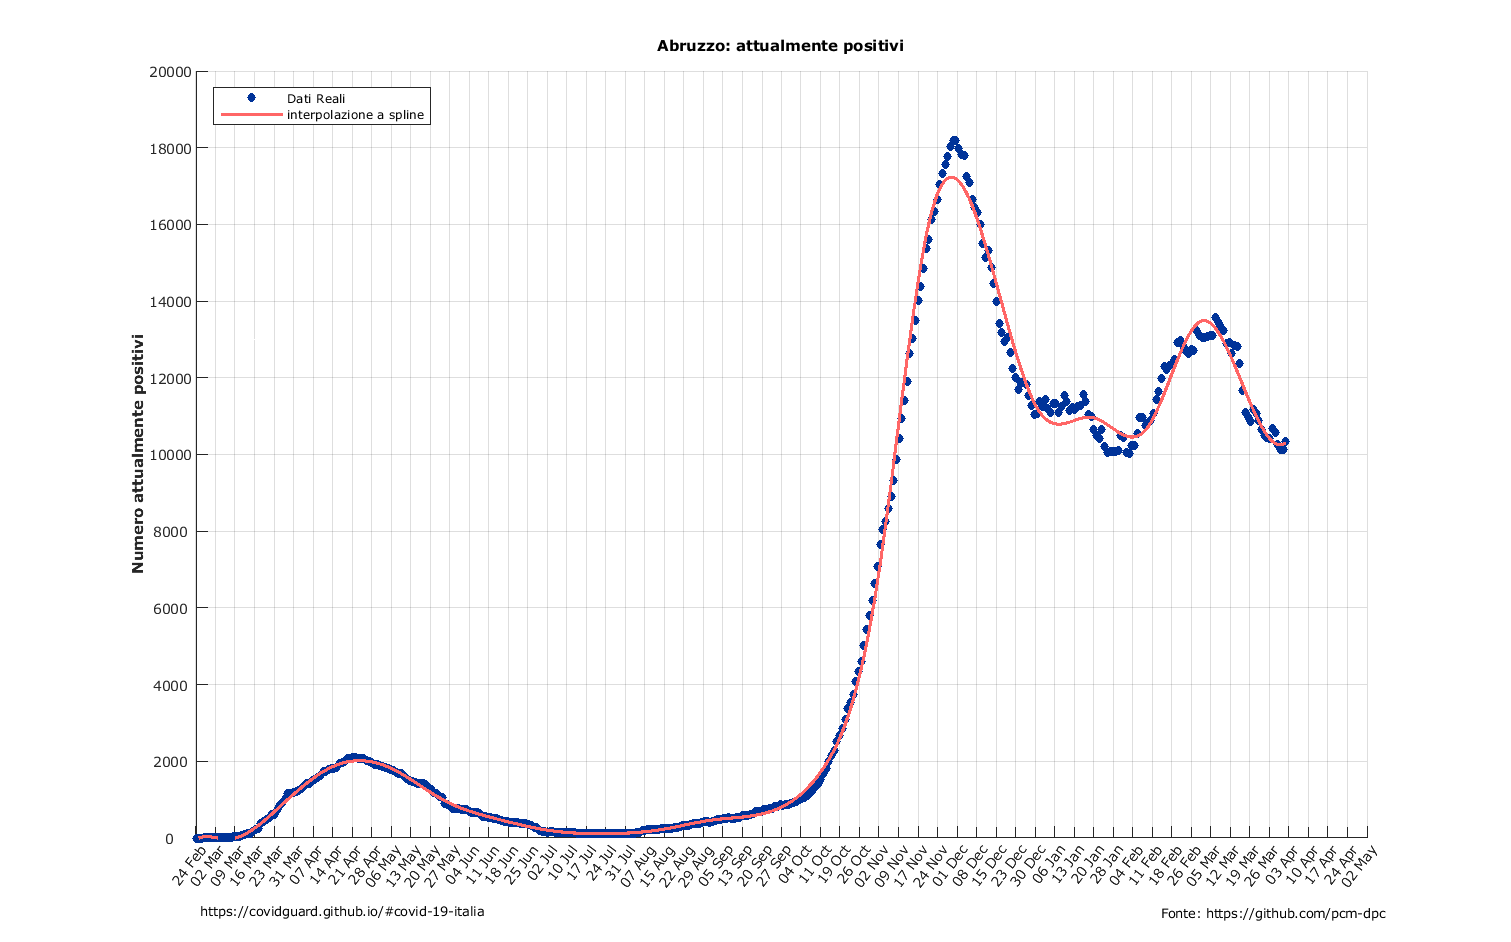 Abruzzo: attualmente positivi
Numero attualmente positivi
20000
18000
16000
14000
12000
10000
8000
6000
4000
2000
0
Dati Reali
interpolazione a spline
24 Feb
02 Mar
09 Mar
16 Mar
23 Mar
31 Mar
07 Apr
14 Apr
21 Apr
28 Apr
06 May
13 May
20 May
27 May
04 Jun
11 Jun
18 Jun
25 Jun
02 Jul
10 Jul
17 Jul
24 Jul
31 Jul
07 Aug
15 Aug
22 Aug
29 Aug
05 Sep
13 Sep
20 Sep
27 Sep
04 Oct
11 Oct
19 Oct
26 Oct
02 Nov
02 Nov
09 Nov
17 Nov
24 Nov
01 Dec
01 Dec
08 Dec
15 Dec
23 Dec
30 Dec
06 Jan
13 Jan
20 Jan
28 Jan
04 Feb
11 Feb
18 Feb
26 Feb
05 Mar
12 Mar
19 Mar
26 Mar
03 Apr
10 Apr
17 Apr
24 Apr
02 May
https://covidguard.github.io/#covid-19-italia
Fonte: https://github.com/pcm-dpc